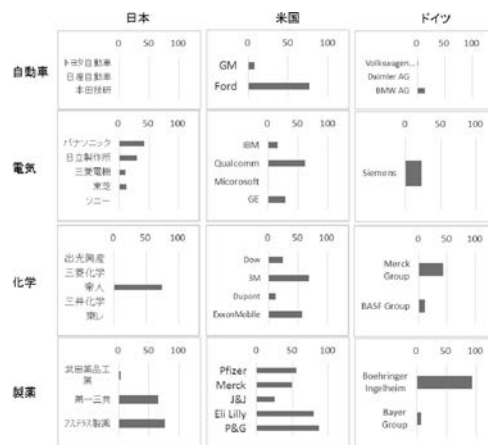 日本 米国 ドイツ
自動車
0 50 100
トヨタ自動車
日産自動車
本田技研
0 50 100
GM
Ford
0 50 100
Volkswagen...
Daimler AG
BMW AG
電気
0 50 100
パナソニック
日立製作所
三菱電機
東芝
ソニー
0 50 100
IBM
Qualcomm
Micorosoft
GE
0 50 100
Siemens
化学
0 50 100
出光興産
三菱化学
帝人
三井化学
東レ
0 50 100
Dow
3M
Dupont
ExxonMoblie
0 50 100
Merck
Group
BASF Group
製薬
0 50 100
武田薬品工
業
第一三共
アステラス製薬
0 50 100
Pfizer
Merck
J&J
Eli Lilly
P&G
0 50 100
Boehringer
Ingelheim
Bayer
Group